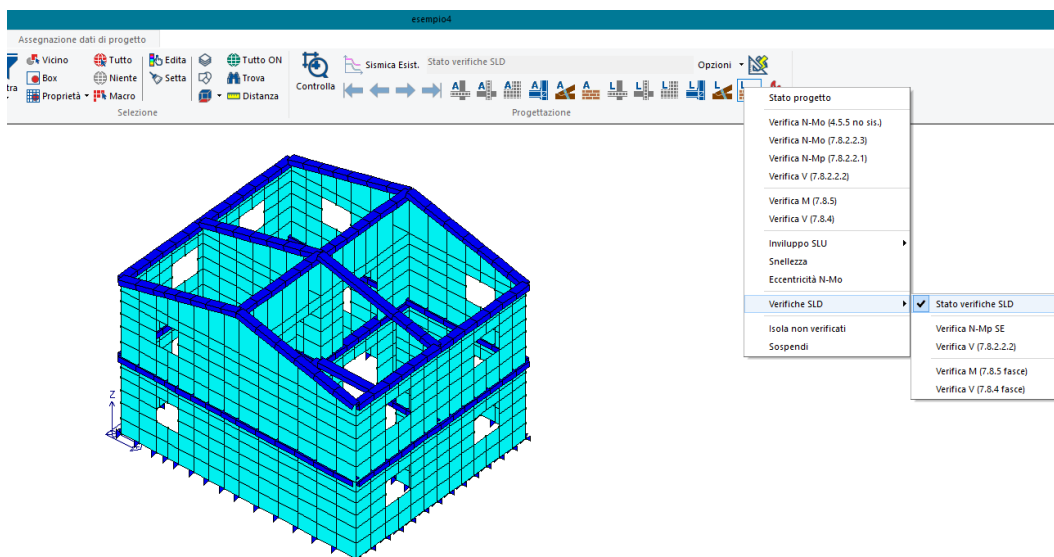 esempio4
Assegnazione dati di progetto
Vicino Tutto Edita Tutto ON
Box Niente Setta Trova
Proprietà Macro Distanza
Selezione
Controlla
Sismica Esist. Stato verifiche SLD Opzioni
A A A A A A L L L L L L
Progettazione
Stato progetto
Verifica N-Mo (4.5.5 no sis.)
Verifica N-Mo (7.8.2.2.3)
Verifica N-Mp (7.8.2.2.1)
Verifica V (7.8.2.2.2)
Verifica M (7.8.5)
Verifica V (7.8.4)
Inviluppo SLU
Snellezza
Eccentricità N-Mo
Verifiche SLD
Isola non verificati
Sospendi
Stato verifiche SLD
Verifica N-Mp SE
Verifica V (7.8.2.2.2)
Verifica M (7.8.5 fasce)
Verifica V (7.8.4 fasce)
Z